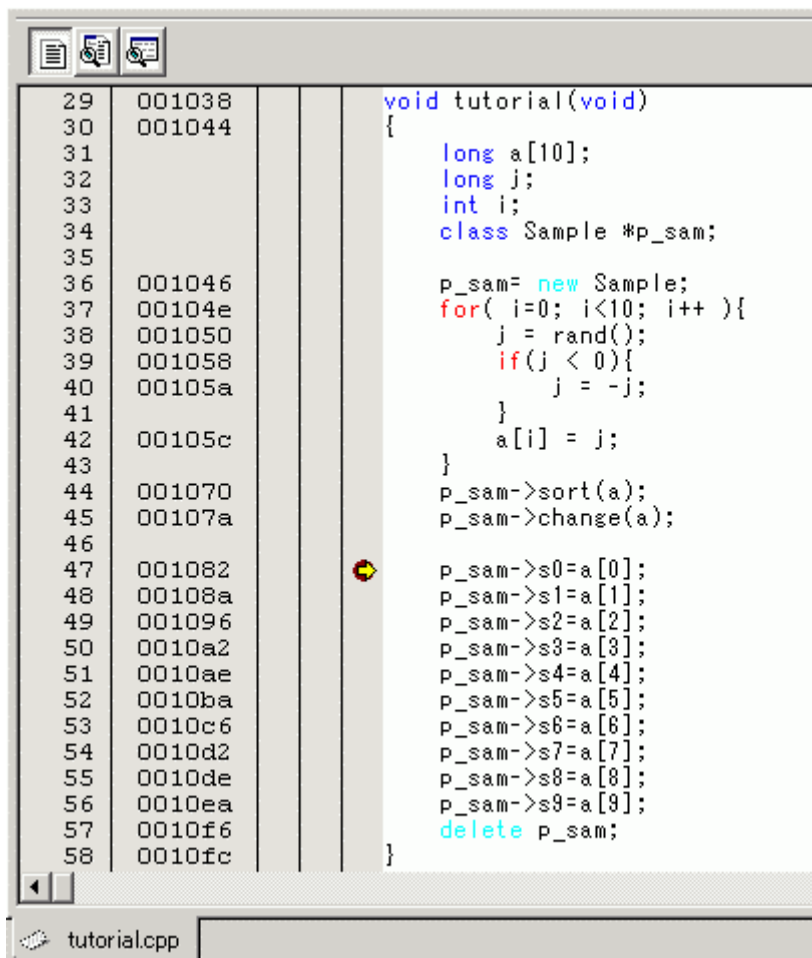 29 001038 void tutorial(void)
30 001044 {
31 long a[10];
32 long j;
33 int i;
34 class Sample *p_sam;
35
36 001046 p_sam= new Sample;
37 00104e for( i=0; i<10; i++ ){
38 001050 j = rand();
39 001058 if(j < 0){
40 00105a j = -j;
41 }
42 00105c a[i] = j;
43 }
44 001070 p_sam->sort(a);
45 00107a p_sam->change(a);
46
47 001082 p_sam->s0=a[0];
48 00108a p_sam->s1=a[1];
49 001096 p_sam->s2=a[2];
50 0010a2 p_sam->s3=a[3];
51 0010ae p_sam->s4=a[4];
52 0010ba p_sam->s5=a[5];
53 0010c6 p_sam->s6=a[6];
54 0010d2 p_sam->s7=a[7];
55 0010de p_sam->s8=a[8];
56 0010ea p_sam->s9=a[9];
57 0010f6 delete p_sam;
58 0010fc }
tutorial.cpp